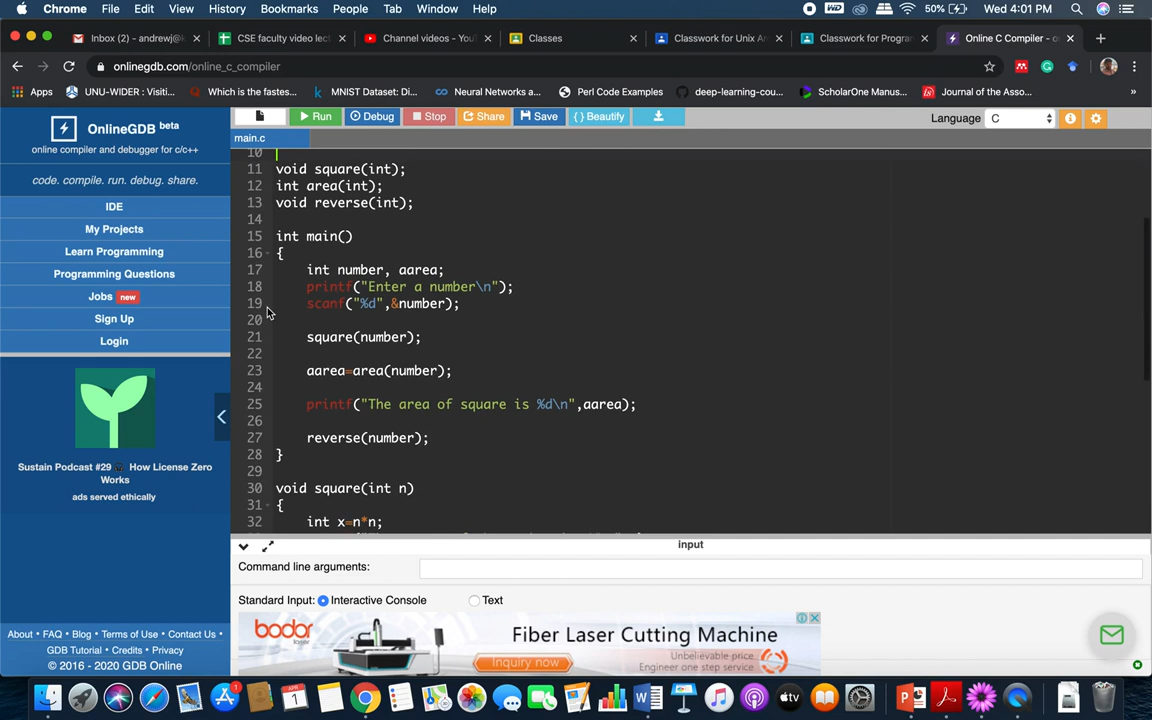 Chrome File Edit View History Bookmarks People Tab Window Help 50% Wed 4:01 PM
Inbox (2) - andrewj@ CSE faculty video lec Channel videos - You Classes Classwork for Unix A Classwork for Program Online C Compiler - o
onlinegdb.com/online_c_compiler
Apps UNU-WIDER : Visiti... Which is the fastes... MNIST Dataset: Di... Neural Networks a... Perl Code Examples deep-learning-cou... ScholarOne Manus... Journal of the Asso... »
OnlineGDB beta
online compiler and debugger for c/c++
code. compile. run. debug. share.
IDE
My Projects
Learn Programming
Programming Questions
Jobs new
Sign Up
Login
Sustain Podcast #29 How License Zero
Works
ads served ethically
About • FAQ • Blog • Terms of Use • Contact Us •
GDB Tutorial • Credits • Privacy
© 2016 - 2020 GDB Online
Run Debug Stop Share Save { } Beautify Language C
main.c
10
11 void square(int);
12 int area(int);
13 void reverse(int);
14
15 int main()
16 {
17 int number, aarea;
18 printf("Enter a number\n");
19 scanf("%d",&number);
20
21 square(number);
22
23 aarea=area(number);
24
25 printf("The area of square is %d\n",aarea);
26
27 reverse(number);
28 }
29
30 void square(int n)
31 {
32 int x=n*n;
input
Command line arguments:
Standard Input: Interactive Console Text
bodor laser
Fiber Laser Cutting Machine
Inquiry now
Unbelievable price
Engineer one step service